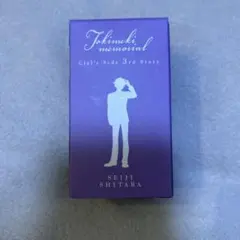 Tokimeki
memorial
Girl's Side 3rd Story
SEIJI
SHITARA